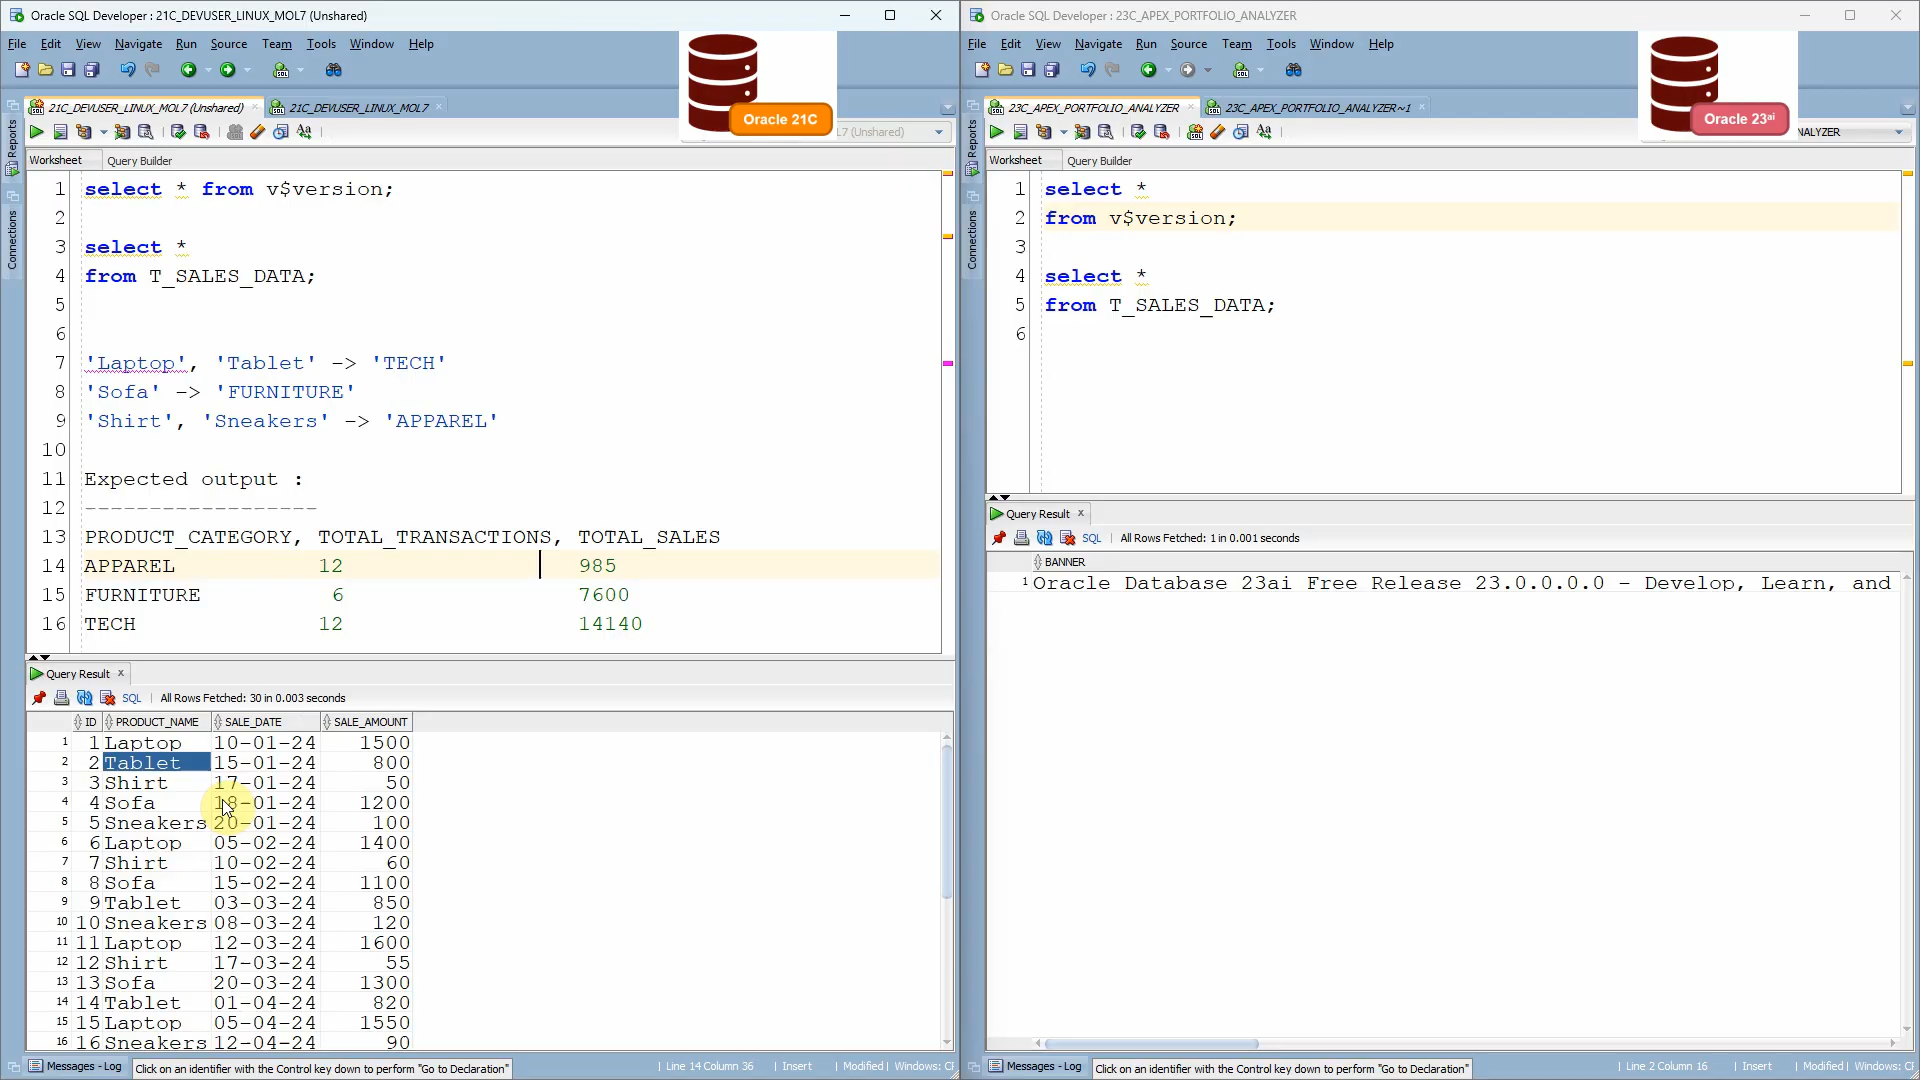 Oracle SQL Developer : 21C_DEVUSER_LINUX_MOL7 (Unshared)
File Edit View Navigate Run Source Team Tools Window Help
Oracle 21C
21C_DEVUSER_LINUX_MOL7 (Unshared) 21C_DEVUSER_LINUX_MOL7
L7 (Unshared)
Reports
Connections
Worksheet Query Builder
1 select * from v$version;
2
3 select *
4 from T_SALES_DATA;
5
6
7 'Laptop', 'Tablet' -> 'TECH'
8 'Sofa' -> 'FURNITURE'
9 'Shirt', 'Sneakers' -> 'APPAREL'
10
11 Expected output :
12 ------------------
13 PRODUCT_CATEGORY, TOTAL_TRANSACTIONS, TOTAL_SALES
14 APPAREL 12 985
15 FURNITURE 6 7600
16 TECH 12 14140
Query Result
SQL | All Rows Fetched: 30 in 0.003 seconds
ID PRODUCT_NAME SALE_DATE SALE_AMOUNT
1 1 Laptop 10-01-24 1500
2 2 Tablet 15-01-24 800
3 3 Shirt 17-01-24 50
4 4 Sofa 18-01-24 1200
5 5 Sneakers 20-01-24 100
6 6 Laptop 05-02-24 1400
7 7 Shirt 10-02-24 60
8 8 Sofa 15-02-24 1100
9 9 Tablet 03-03-24 850
10 10 Sneakers 08-03-24 120
11 11 Laptop 12-03-24 1600
12 12 Shirt 17-03-24 55
13 13 Sofa 20-03-24 1300
14 14 Tablet 01-04-24 820
15 15 Laptop 05-04-24 1550
16 16 Sneakers 12-04-24 90
Messages - Log Click on an identifier with the Control key down to perform "Go to Declaration" | Line 14 Column 36 | Insert | Modified | Windows: CF
Oracle SQL Developer : 23C_APEX_PORTFOLIO_ANALYZER
File Edit View Navigate Run Source Team Tools Window Help
Oracle 23ai
23C_APEX_PORTFOLIO_ANALYZER 23C_APEX_PORTFOLIO_ANALYZER~1
NALYZER
Reports
Connections
Worksheet Query Builder
1 select *
2 from v$version;
3
4 select *
5 from T_SALES_DATA;
6
Query Result
SQL | All Rows Fetched: 1 in 0.001 seconds
BANNER
1 Oracle Database 23ai Free Release 23.0.0.0.0 - Develop, Learn, and
Messages - Log Click on an identifier with the Control key down to perform "Go to Declaration" | Line 2 Column 16 | Insert | Modified | Windows: CF